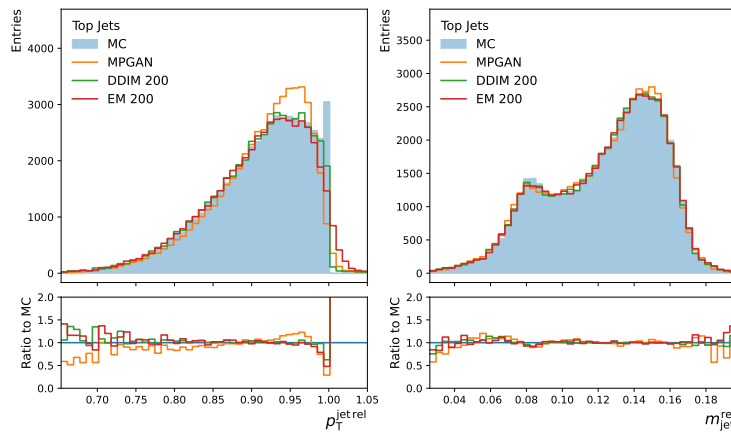 Entries
4000
3000
2000
1000
0
Top Jets
MC
MPGAN
DDIM 200
EM 200
Ratio to MC
2.0
1.5
1.0
0.5
0.0
0.70
0.75
0.80
0.85
0.90
0.95
1.00
1.05
p_T^{jet rel}
Entries
3500
3000
2500
2000
1500
1000
500
0
Top Jets
MC
MPGAN
DDIM 200
EM 200
Ratio to MC
2.0
1.5
1.0
0.5
0.0
0.04
0.06
0.08
0.10
0.12
0.14
0.16
0.18
m_{jet}^{re